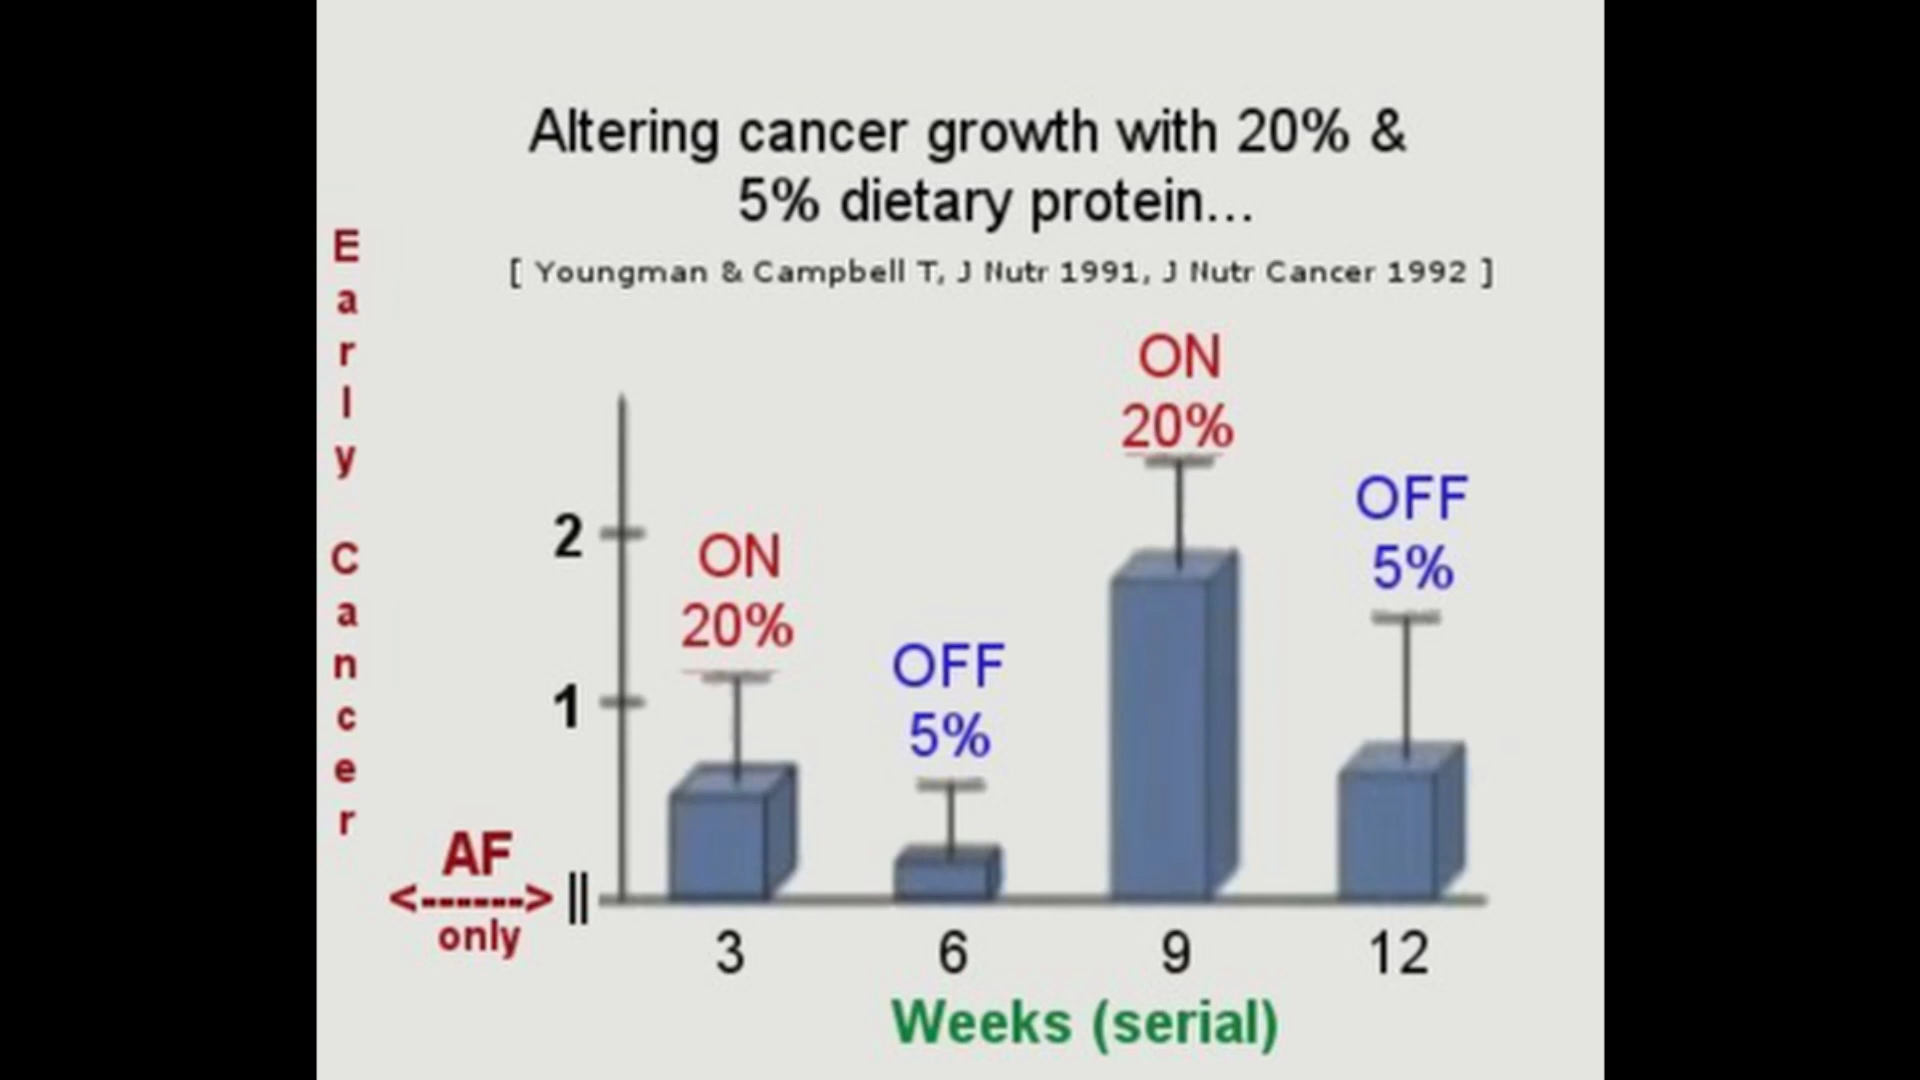 Altering cancer growth with 20% &
5% dietary protein...
[ Youngman & Campbell T, J Nutr 1991, J Nutr Cancer 1992 ]
Early Cancer
2
1
ON
20%
OFF
5%
ON
20%
OFF
5%
AF
<------>
only
||
3 6 9 12
Weeks (serial)